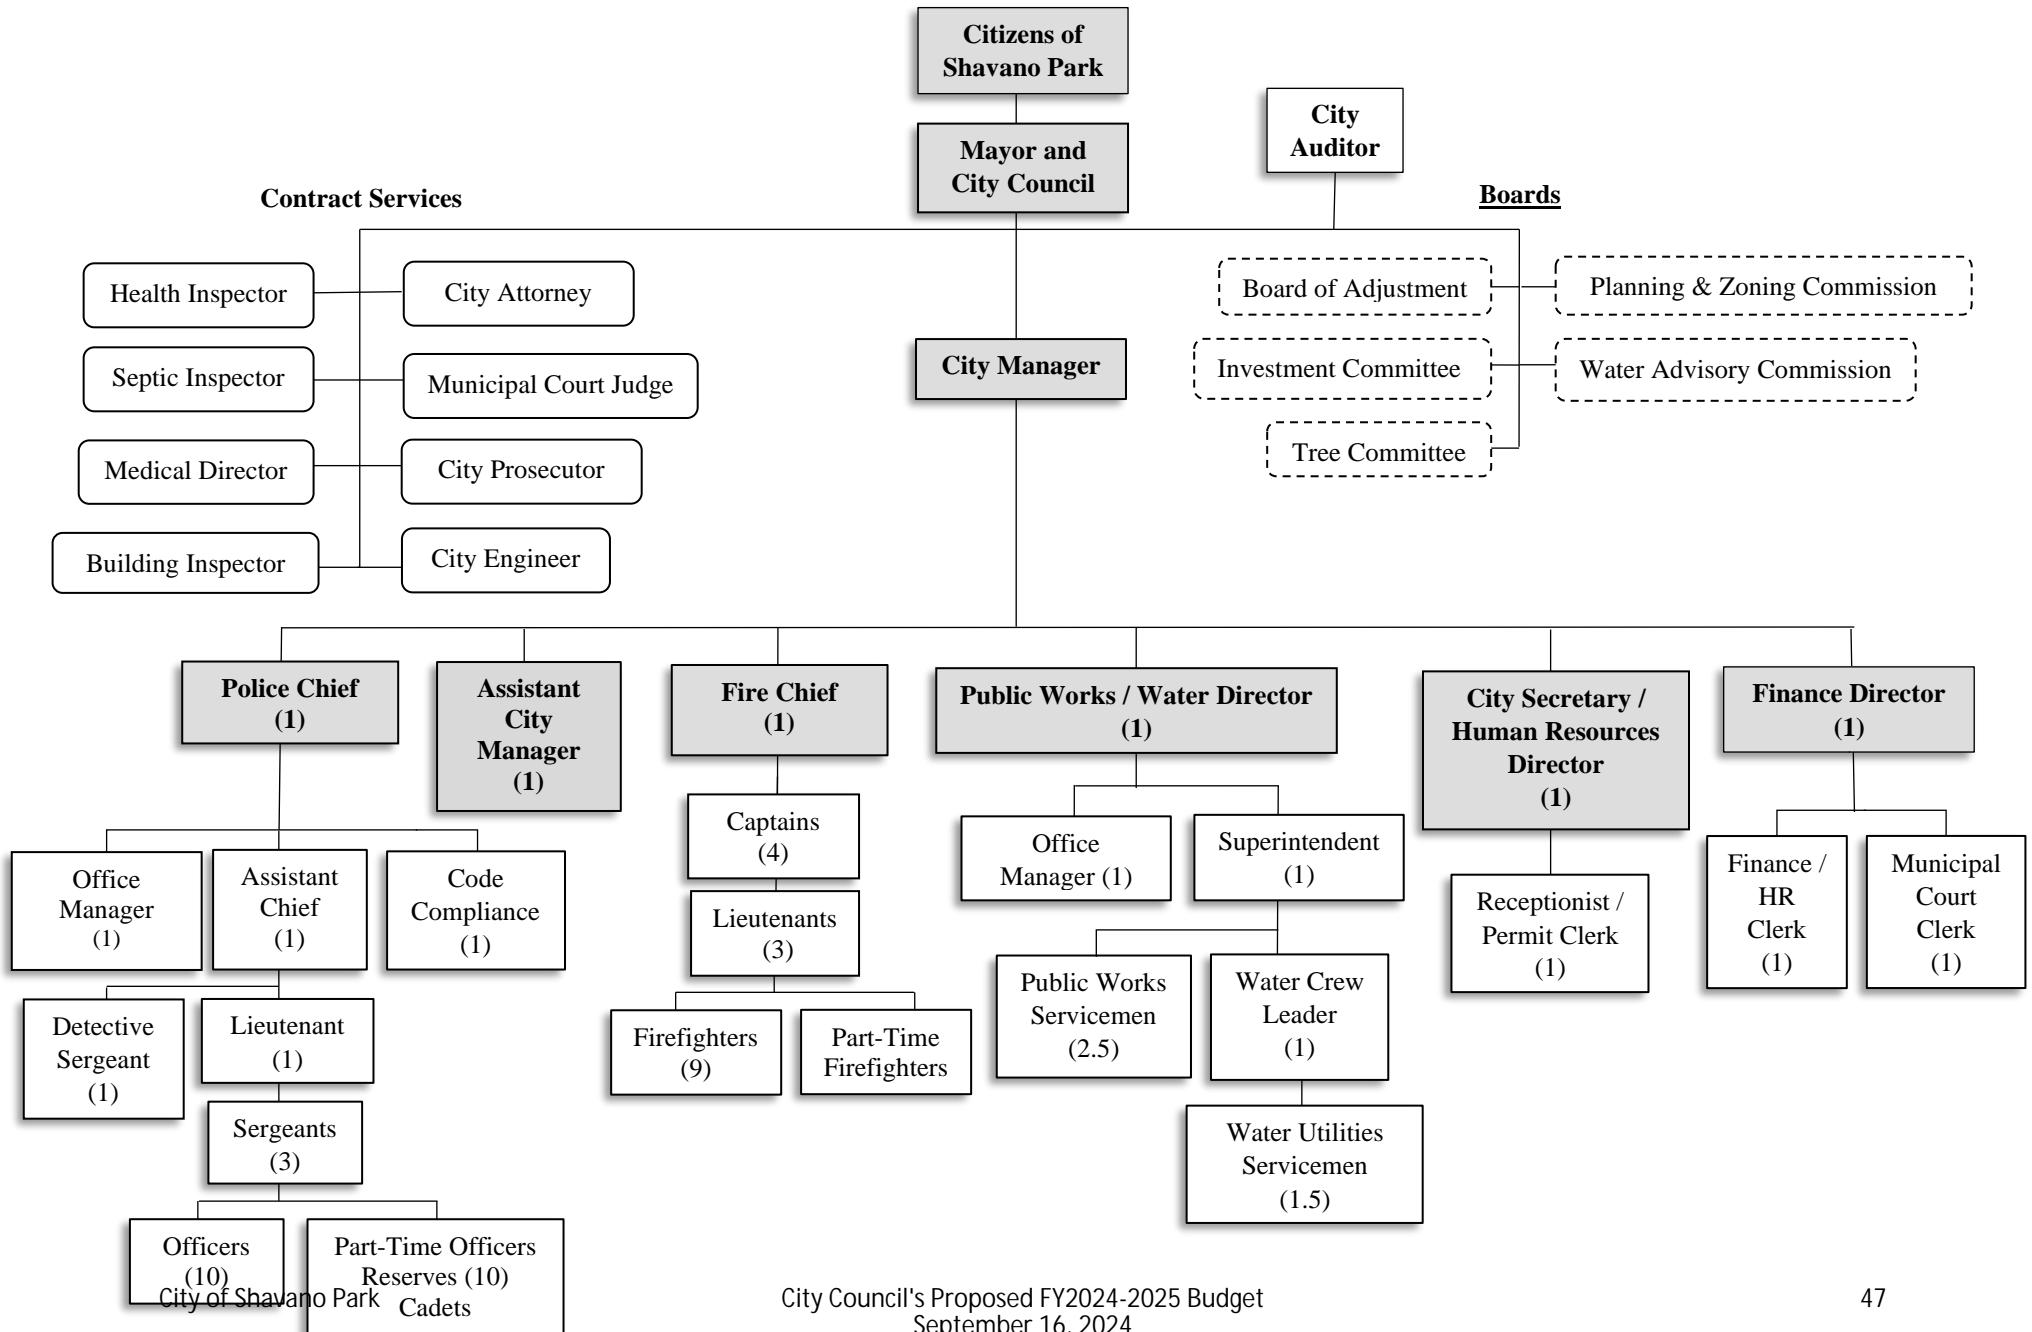 Citizens of
Shavano Park
Mayor and
City Council
City
Auditor
Contract Services
Boards
Health Inspector
City Attorney
Septic Inspector
Municipal Court Judge
Medical Director
City Prosecutor
Building Inspector
City Engineer
Board of Adjustment
Planning & Zoning Commission
Investment Committee
Water Advisory Commission
Tree Committee
City Manager
Police Chief
(1)
Assistant
City
Manager
(1)
Fire Chief
(1)
Public Works / Water Director
(1)
City Secretary /
Human Resources
Director
(1)
Finance Director
(1)
Office
Manager
(1)
Assistant
Chief
(1)
Code
Compliance
(1)
Detective
Sergeant
(1)
Lieutenant
(1)
Sergeants
(3)
Officers
(10)
Part-Time Officers
Reserves (10)
Cadets
Captains
(4)
Lieutenants
(3)
Firefighters
(9)
Part-Time
Firefighters
Office
Manager (1)
Superintendent
(1)
Public Works
Servicemen
(2.5)
Water Crew
Leader
(1)
Water Utilities
Servicemen
(1.5)
Receptionist /
Permit Clerk
(1)
Finance /
HR
Clerk
(1)
Municipal
Court
Clerk
(1)
City of Shavano Park
City Council's Proposed FY2024-2025 Budget
September 16, 2024
47